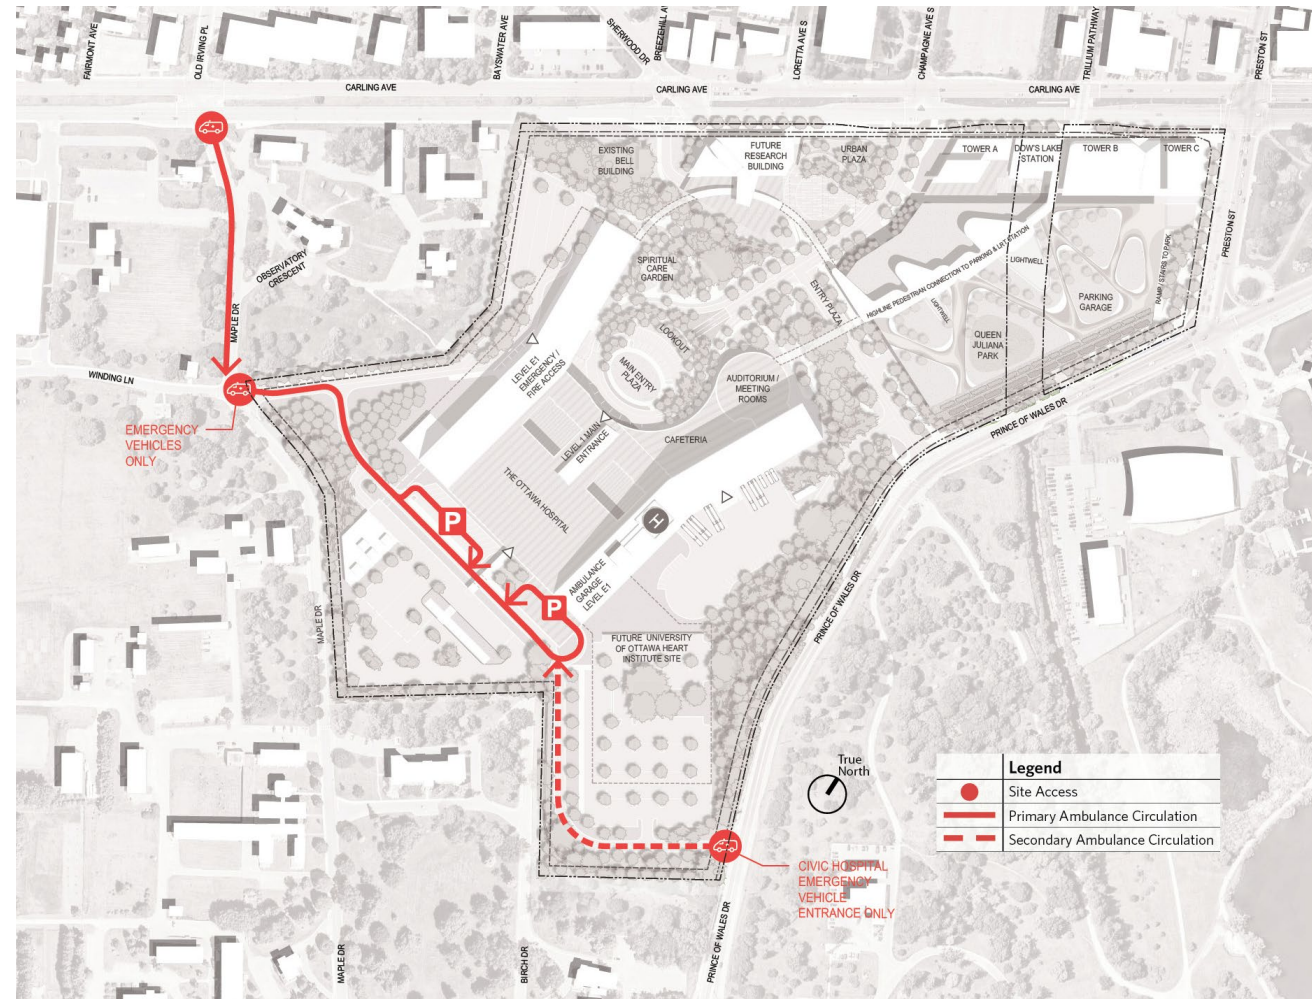 FAIRMONT AVE
OLD IRVING PL
BAYSWATER AVE
SHERWOOD DR
LORETTA AVE S
CHAMPAGNE AVE S
TRILLIUM PATHWAY
PRESTON ST
CARLING AVE
CARLING AVE
CARLING AVE
EXISTING
BELL
BUILDING
FUTURE
RESEARCH
BUILDING
URBAN
PLAZA
TOWER A
DOW'S LAKE
STATION
TOWER B
TOWER C
PRESTON ST
OBSERVATORY
CRESCENT
SPIRITUAL
CARE
GARDEN
HIGHLINE PEDESTRIAN CONNECTION TO PARKING & LRT STATION
LIGHTWELL
LIGHTWELL
RAMP / STAIRS TO PARK
PARKING
GARAGE
ENTRY PLAZA
MAPLE DR
LOOKOUT
QUEEN
JULIANA
PARK
LEVEL E1
EMERGENCY /
FIRE ACCESS
MAIN ENTRY
PLAZA
AUDITORIUM /
MEETING
ROOMS
WINDING LN
EMERGENCY
VEHICLES
ONLY
LEVEL 1 MAIN
ENTRANCE
CAFETERIA
PRINCE OF WALES DR
THE OTTAWA HOSPITAL
P
H
AMBULANCE
GARAGE
LEVEL E1
P
MAPLE DR
FUTURE UNIVERSITY
OF OTTAWA HEART
INSTITUTE SITE
PRINCE OF WALES DR
True
North
Legend
Site Access
Primary Ambulance Circulation
Secondary Ambulance Circulation
CIVIC HOSPITAL
EMERGENCY
VEHICLE
ENTRANCE ONLY
MAPLE DR
BIRCH DR
PRINCE OF WALES DR